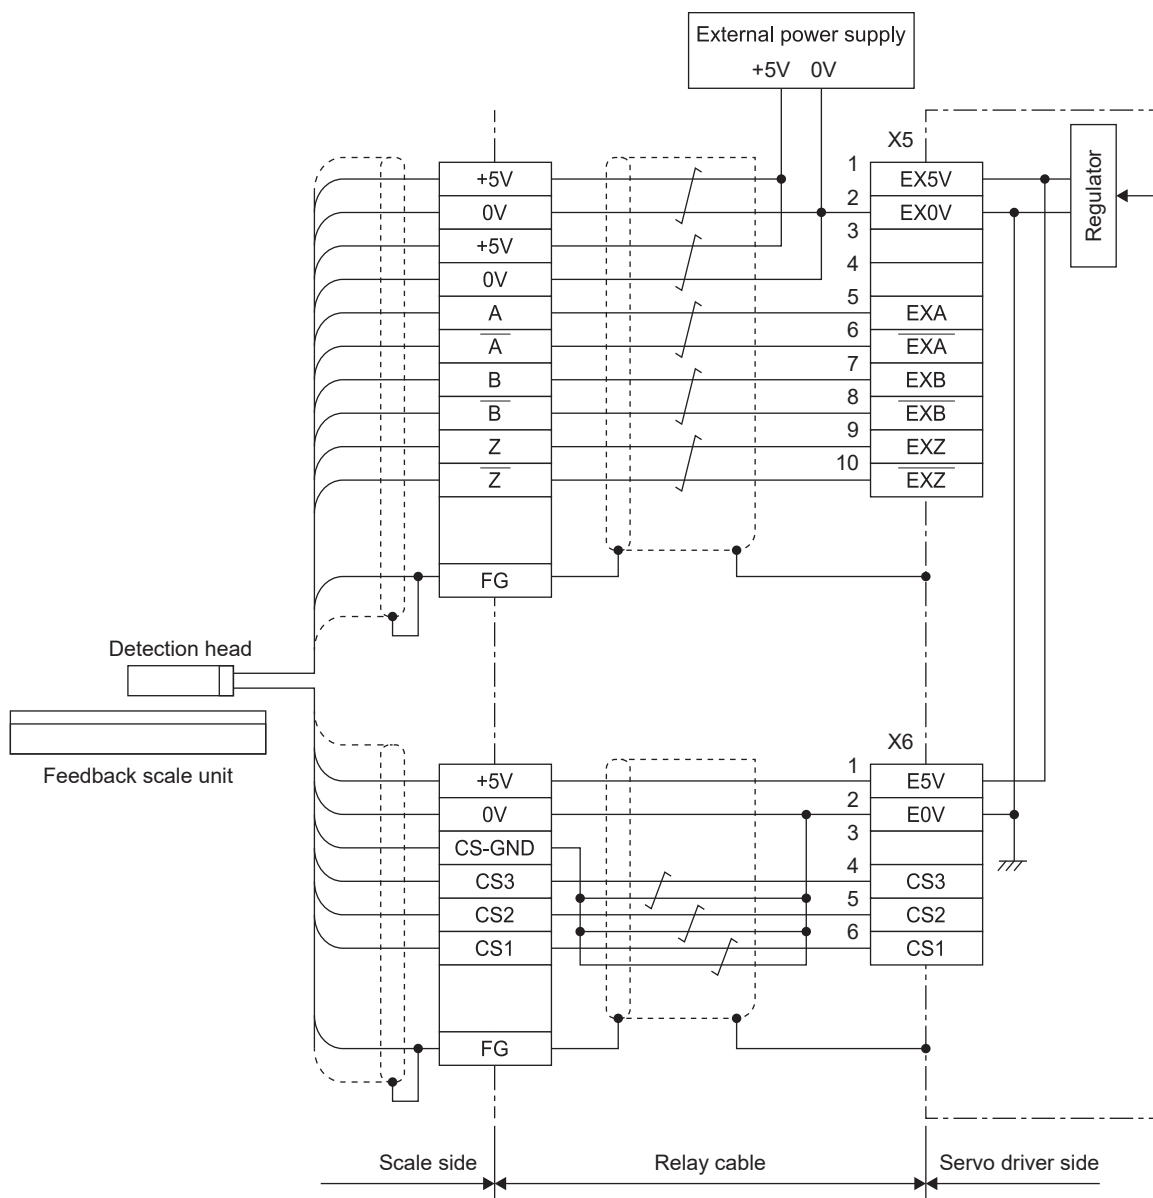 External power supply
+5V 0V
X5
Regulator
+5V 1 EX5V
0V 2 EX0V
+5V 3
0V 4
A 5 EXA
A̅ 6 E̅X̅A̅
B 7 EXB
B̅ 8 E̅X̅B̅
Z 9 EXZ
Z̅ 10 E̅X̅Z̅
FG
Detection head
Feedback scale unit
X6
+5V 1 E5V
0V 2 E0V
CS-GND 3
CS3 4 CS3
CS2 5 CS2
CS1 6 CS1
FG
Scale side Relay cable Servo driver side